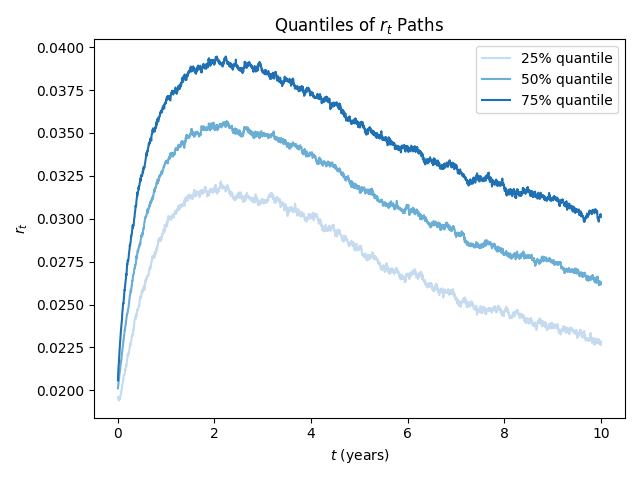 Quantiles of r_t Paths
25% quantile
50% quantile
75% quantile
0.0400
0.0375
0.0350
0.0325
0.0300
0.0275
0.0250
0.0225
0.0200
r_t
0 2 4 6 8 10
t (years)